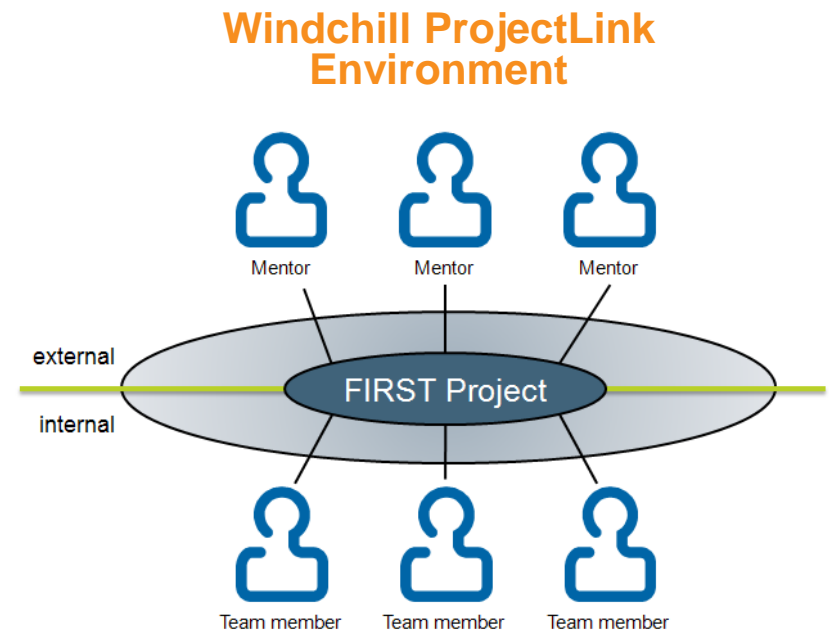 Windchill ProjectLink
Environment
Mentor
Mentor
Mentor
external
FIRST Project
internal
Team member
Team member
Team member